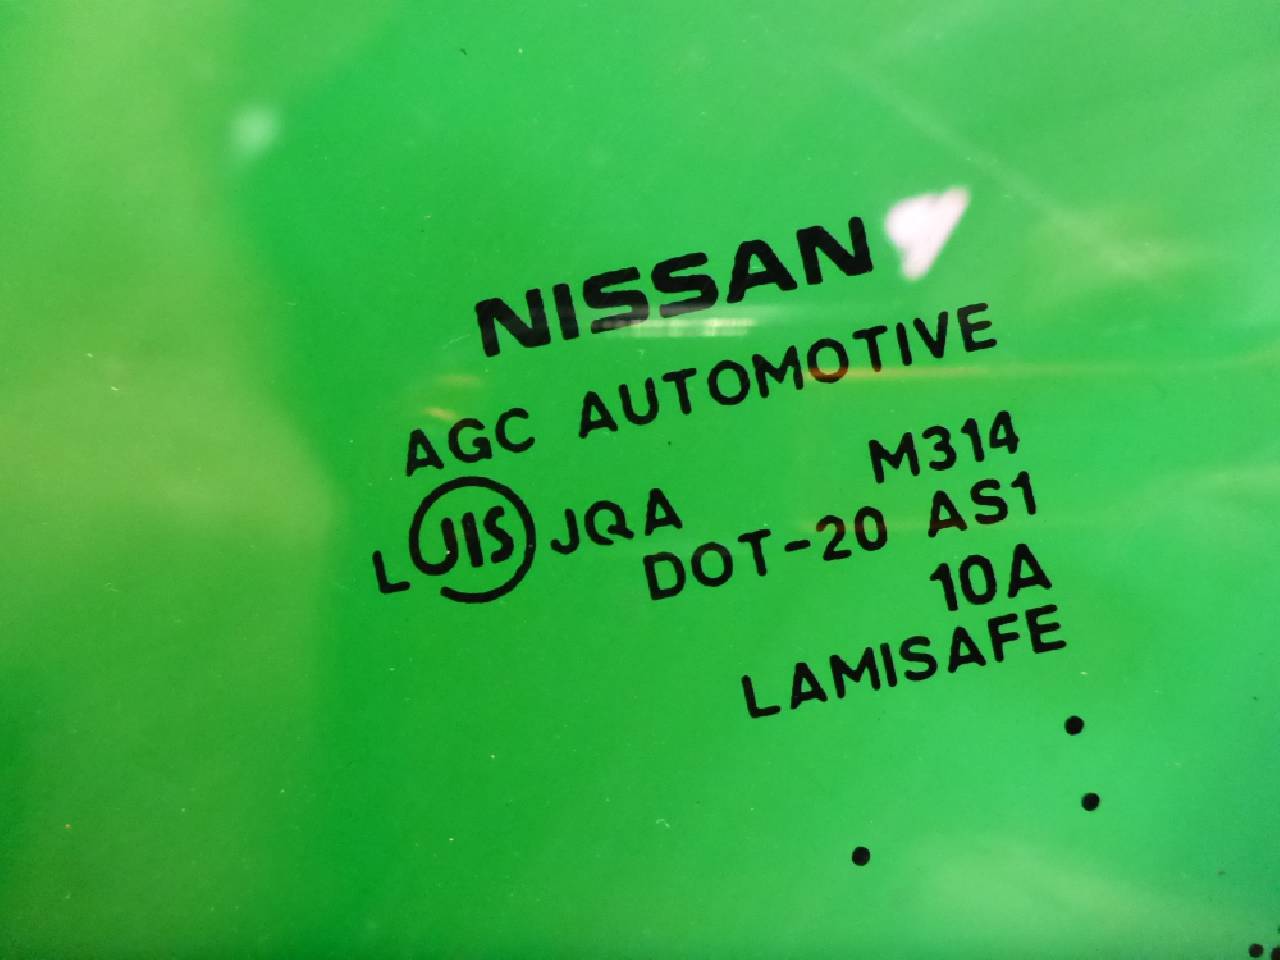 NISSAN
AGC AUTOMOTIVE
M314
L JIS JQA
DOT-20 AS1
10A
LAMISAFE